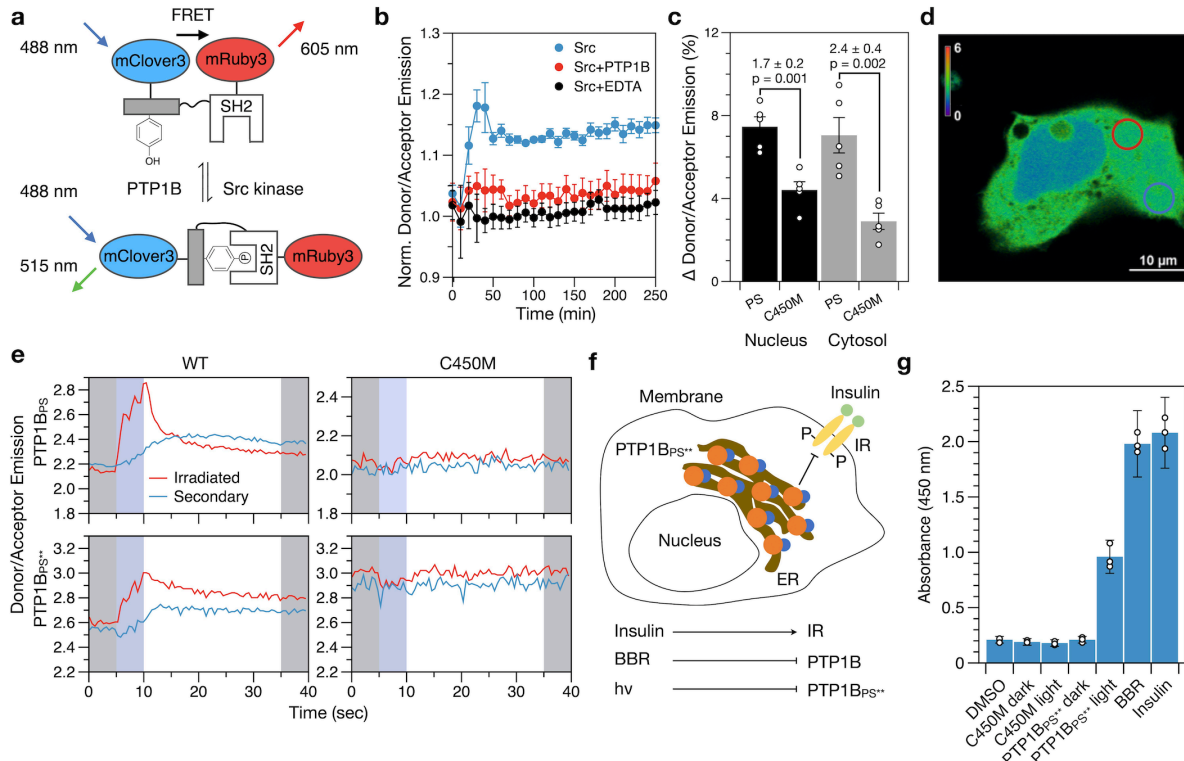 a
FRET
488 nm
mClover3
mRuby3
605 nm
SH2
OH
PTP1B
Src kinase
488 nm
mClover3
P
SH2
mRuby3
515 nm
b
Norm. Donor/Acceptor Emission
1.3
1.2
1.1
1.0
0.9
Src
Src+PTP1B
Src+EDTA
0 50 100 150 200 250
Time (min)
c
Δ Donor/Acceptor Emission (%)
12
8
4
0
1.7 ± 0.2
p = 0.001
2.4 ± 0.4
p = 0.002
PS C450M PS C450M
Nucleus Cytosol
d
6
0
10 µm
e
WT C450M
Donor/Acceptor Emission
PTP1BPS
2.8
2.6
2.4
2.2
2.0
1.8
Irradiated
Secondary
2.4
2.2
2.0
1.8
PTP1BPS**
3.2
3.0
2.8
2.6
2.4
2.2
3.2
3.0
2.8
2.6
2.4
2.2
0 10 20 30 40
0 10 20 30 40
Time (sec)
f
Membrane
Insulin
P
IR
P
PTP1BPS**
Nucleus
ER
Insulin IR
BBR PTP1B
hv PTP1BPS**
g
Absorbance (450 nm)
2.5
2.0
1.5
1.0
0.5
0
DMSO
C450M dark
C450M light
PTP1BPS** dark
PTP1BPS** light
BBR
Insulin